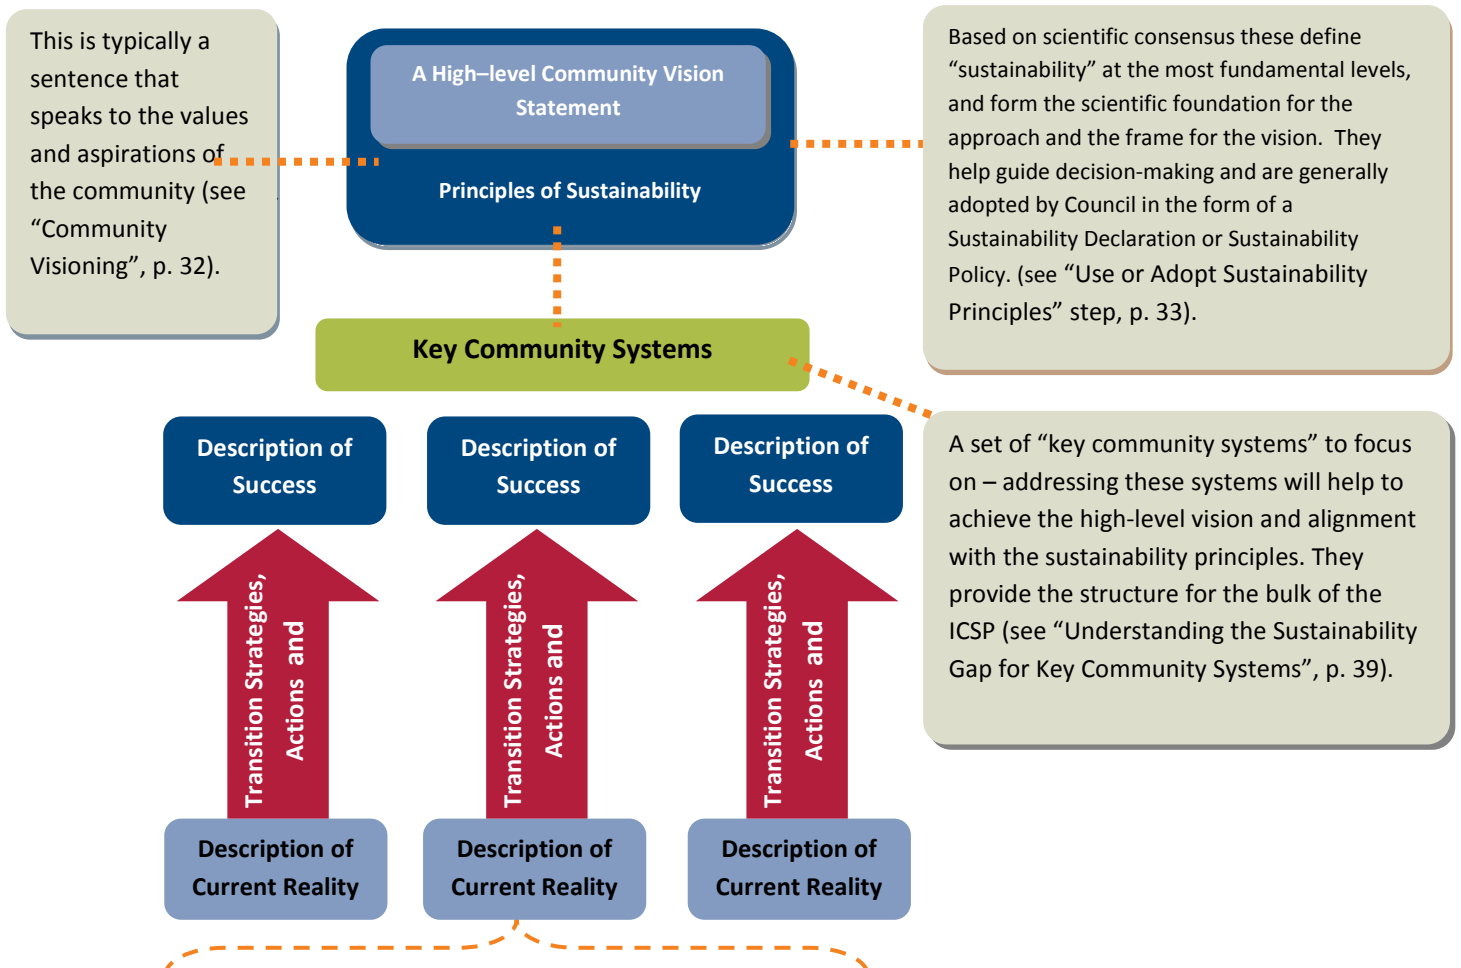 This is typically a
sentence that
speaks to the values
and aspirations of
the community (see
“Community
Visioning”, p. 32).
A High–level Community Vision
Statement
Principles of Sustainability
Based on scientific consensus these define
“sustainability” at the most fundamental levels,
and form the scientific foundation for the
approach and the frame for the vision.  They
help guide decision-making and are generally
adopted by Council in the form of a
Sustainability Declaration or Sustainability
Policy. (see “Use or Adopt Sustainability
Principles” step, p. 33).
Key Community Systems
A set of “key community systems” to focus
on – addressing these systems will help to
achieve the high-level vision and alignment
with the sustainability principles. They
provide the structure for the bulk of the
ICSP (see “Understanding the Sustainability
Gap for Key Community Systems”, p. 39).
Description of
Success
Description of
Success
Description of
Success
Transition Strategies,
Actions  and
Transition Strategies,
Actions  and
Transition Strategies,
Actions  and
Description of
Current Reality
Description of
Current Reality
Description of
Current Reality